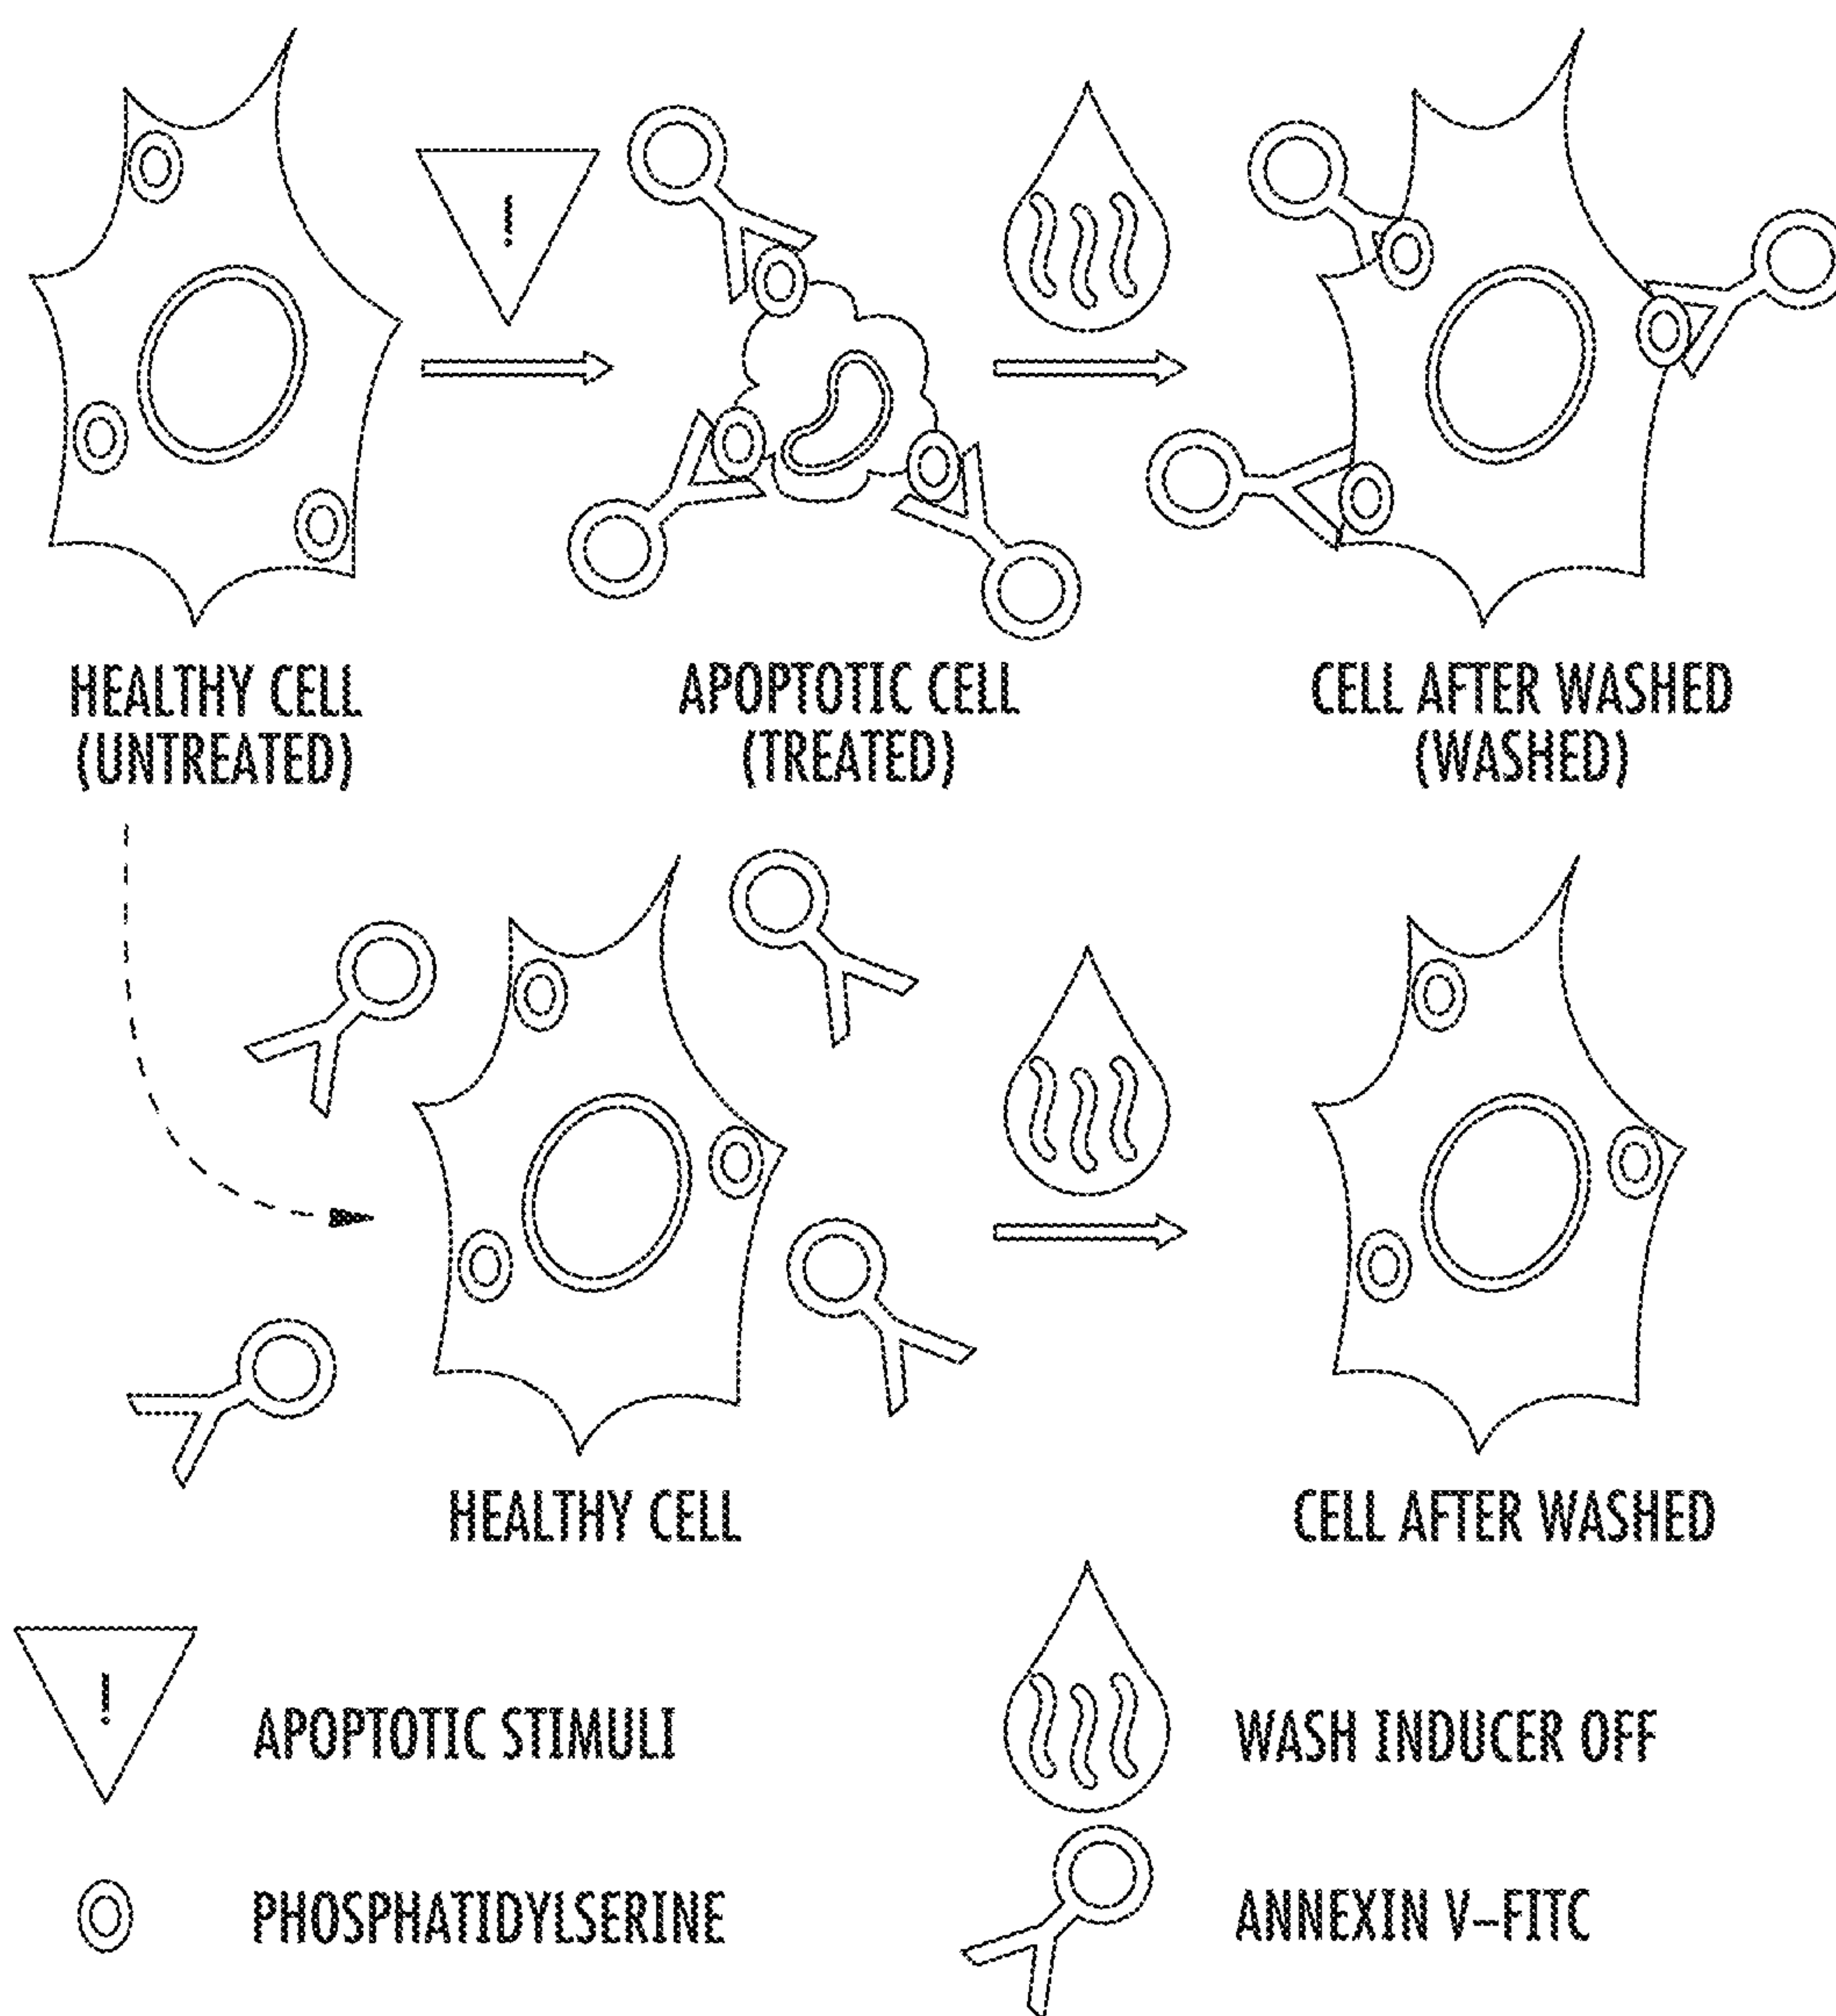 !
HEALTHY CELL
(UNTREATED)
APOPTOTIC CELL
(TREATED)
CELL AFTER WASHED
(WASHED)
HEALTHY CELL
CELL AFTER WASHED
!
APOPTOTIC STIMULI
WASH INDUCER OFF
PHOSPHATIDYLSERINE
ANNEXIN V–FITC